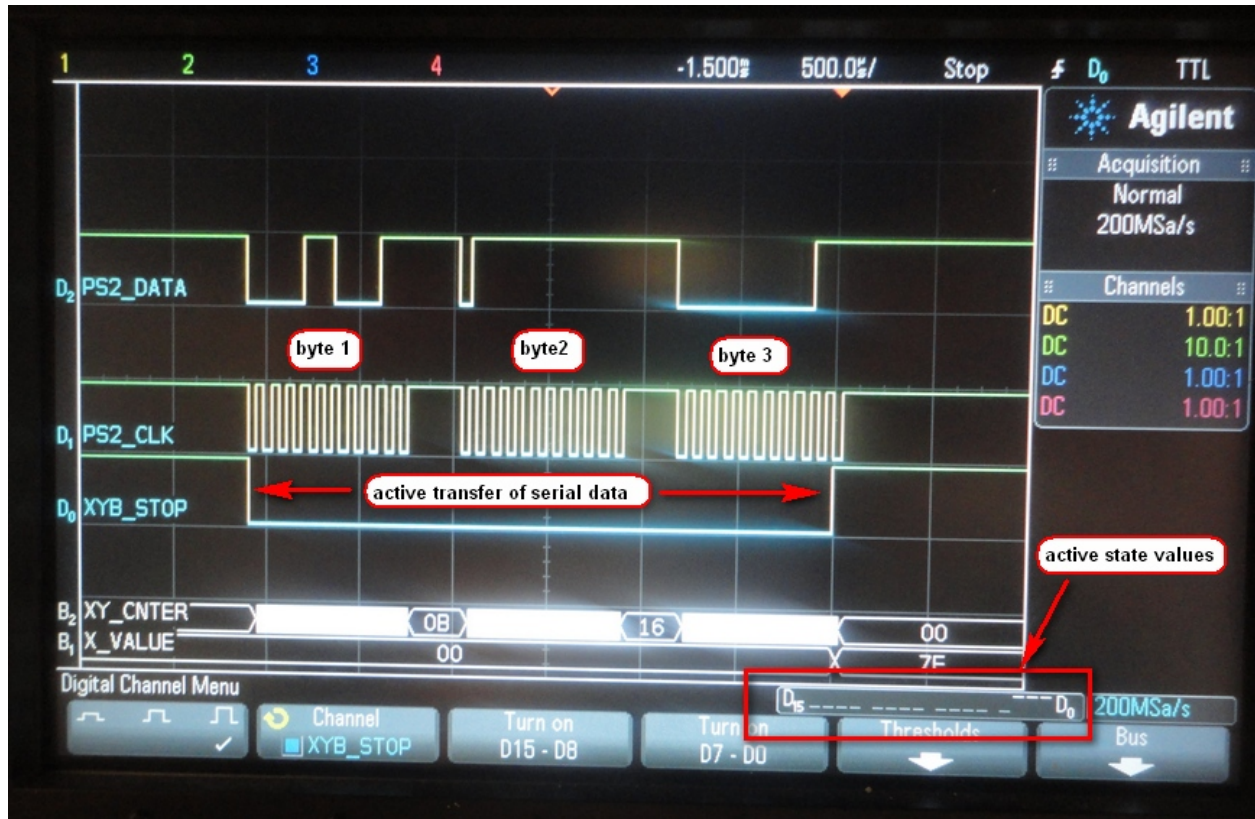 1 2 3 4 -1.500ms 500.0us/ Stop D0 TTL
Agilent
Acquisition
Normal
200MSa/s
Channels
DC 1.00:1
DC 10.0:1
DC 1.00:1
DC 1.00:1
D2 PS2_DATA
byte 1 byte2 byte 3
D1 PS2_CLK
active transfer of serial data
D0 XYB_STOP
active state values
B2 XY_CNTER 0B 16 00
B1 X_VALUE 00 7F
Digital Channel Menu
D15 D0 200MSa/s
Channel
XYB_STOP
Turn on
D15 - D8
Turn on
D7 - D0
Thresholds
Bus